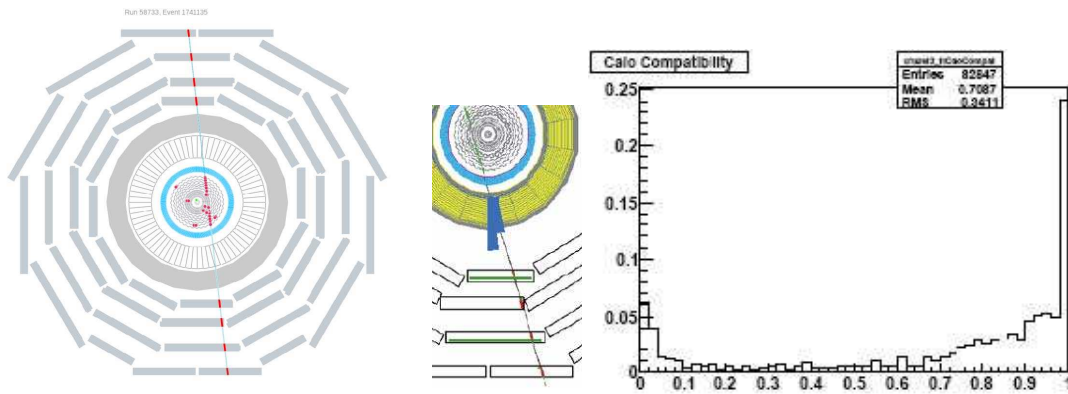 Run 58733, Event 1741135
Calo Compatibility
Entries 82847
Mean 0.7087
RMS 0.3411
0.25
0.2
0.15
0.1
0.05
0
0 0.1 0.2 0.3 0.4 0.5 0.6 0.7 0.8 0.9 1